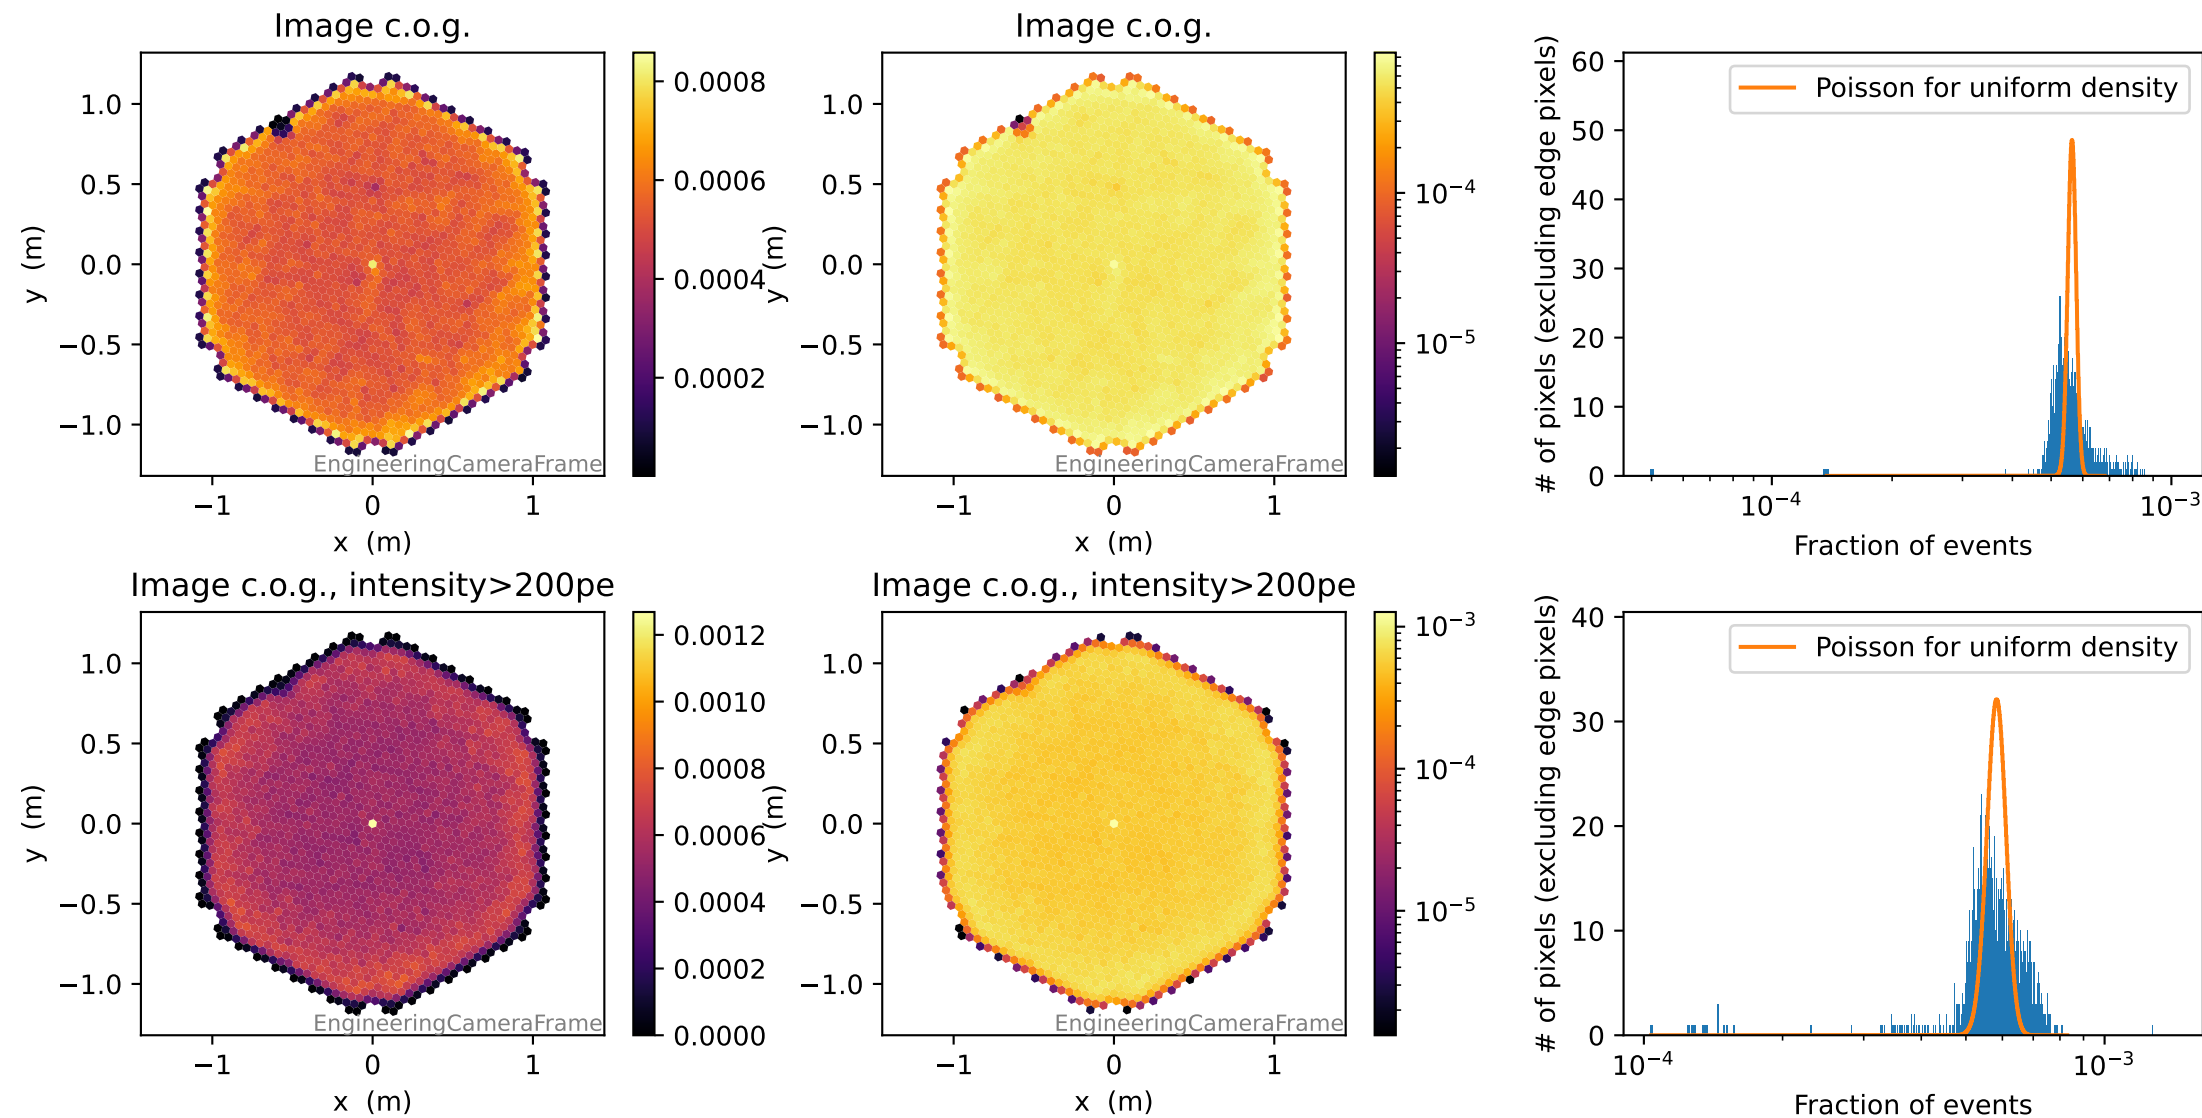 Image c.o.g.
1.0
0.5
0.0
−0.5
−1.0
y (m)
−1
0
1
x (m)
EngineeringCameraFrame
0.0008
0.0006
0.0004
0.0002
Image c.o.g.
1.0
0.5
0.0
−0.5
−1.0
y (m)
−1
0
1
x (m)
EngineeringCameraFrame
10⁻⁴
10⁻⁵
60
50
40
30
20
10
0
# of pixels (excluding edge pixels)
Poisson for uniform density
10⁻⁴
10⁻³
Fraction of events
Image c.o.g., intensity>200pe
1.0
0.5
0.0
−0.5
−1.0
y (m)
−1
0
1
x (m)
EngineeringCameraFrame
0.0012
0.0010
0.0008
0.0006
0.0004
0.0002
0.0000
Image c.o.g., intensity>200pe
1.0
0.5
0.0
−0.5
−1.0
y (m)
−1
0
1
x (m)
EngineeringCameraFrame
10⁻³
10⁻⁴
10⁻⁵
40
30
20
10
0
# of pixels (excluding edge pixels)
Poisson for uniform density
10⁻⁴
10⁻³
Fraction of events